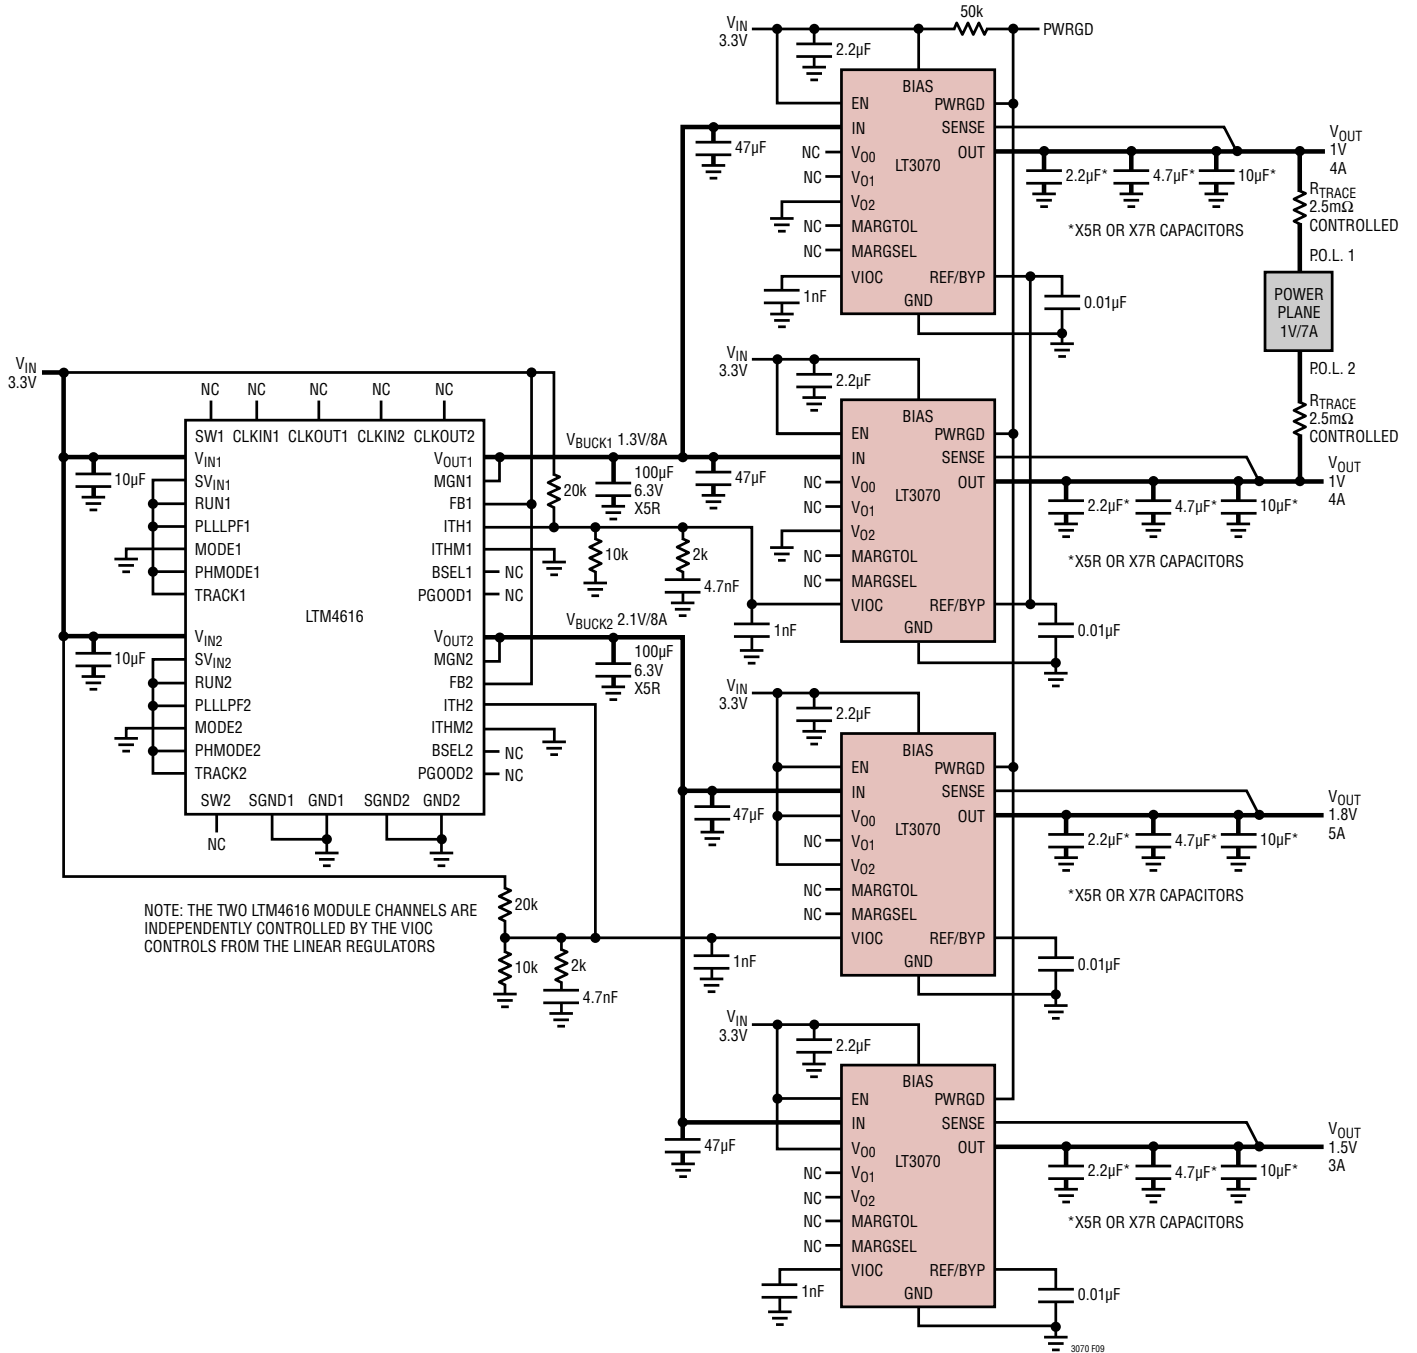 50k
VIN
3.3V
PWRGD
2.2µF
BIAS
EN
PWRGD
IN
SENSE
47µF
NC
VO0
OUT
LT3070
NC
VO1
VO2
NC
MARGTOL
NC
MARGSEL
VIOC
REF/BYP
1nF
GND
0.01µF
VOUT
1V
4A
2.2µF*
4.7µF*
10µF*
*X5R OR X7R CAPACITORS
RTRACE
2.5mΩ
CONTROLLED
P.O.L. 1
POWER
PLANE
1V/7A
P.O.L. 2
RTRACE
2.5mΩ
CONTROLLED
VIN
3.3V
2.2µF
BIAS
EN
PWRGD
IN
SENSE
47µF
NC
VO0
OUT
LT3070
NC
VO1
VO2
NC
MARGTOL
NC
MARGSEL
VIOC
REF/BYP
1nF
GND
0.01µF
VOUT
1V
4A
2.2µF*
4.7µF*
10µF*
*X5R OR X7R CAPACITORS
VIN
3.3V
NC
NC
NC
NC
NC
SW1
CLKIN1
CLKOUT1
CLKIN2
CLKOUT2
VIN1
10µF
SVIN1
RUN1
PLLLPF1
MODE1
PHMODE1
TRACK1
LTM4616
VIN2
10µF
SVIN2
RUN2
PLLLPF2
MODE2
PHMODE2
TRACK2
VOUT1
MGN1
FB1
ITH1
ITHM1
BSEL1
NC
PGOOD1
NC
VOUT2
MGN2
FB2
ITH2
ITHM2
BSEL2
NC
PGOOD2
NC
SW2
SGND1
GND1
SGND2
GND2
NC
VBUCK1 1.3V/8A
100µF
6.3V
X5R
20k
10k
2k
4.7nF
VBUCK2 2.1V/8A
100µF
6.3V
X5R
NOTE: THE TWO LTM4616 MODULE CHANNELS ARE
INDEPENDENTLY CONTROLLED BY THE VIOC
CONTROLS FROM THE LINEAR REGULATORS
20k
10k
2k
4.7nF
VIN
3.3V
2.2µF
BIAS
EN
PWRGD
IN
SENSE
47µF
VO0
OUT
LT3070
NC
VO1
VO2
NC
MARGTOL
NC
MARGSEL
VIOC
REF/BYP
1nF
GND
0.01µF
VOUT
1.8V
5A
2.2µF*
4.7µF*
10µF*
*X5R OR X7R CAPACITORS
VIN
3.3V
2.2µF
BIAS
EN
PWRGD
IN
SENSE
47µF
VO0
OUT
LT3070
NC
VO1
NC
VO2
NC
MARGTOL
NC
MARGSEL
VIOC
REF/BYP
1nF
GND
0.01µF
VOUT
1.5V
3A
2.2µF*
4.7µF*
10µF*
*X5R OR X7R CAPACITORS
3070 F09